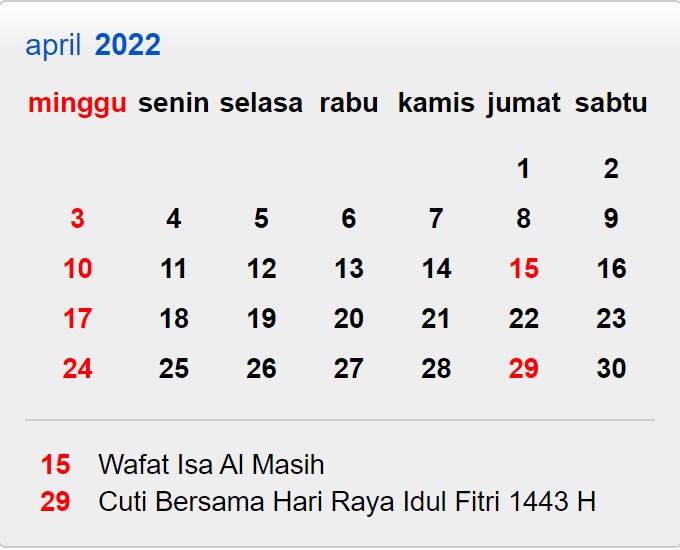 april 2022
minggu senin selasa rabu kamis jumat sabtu
1 2
3 4 5 6 7 8 9
10 11 12 13 14 15 16
17 18 19 20 21 22 23
24 25 26 27 28 29 30
15 Wafat Isa Al Masih
29 Cuti Bersama Hari Raya Idul Fitri 1443 H